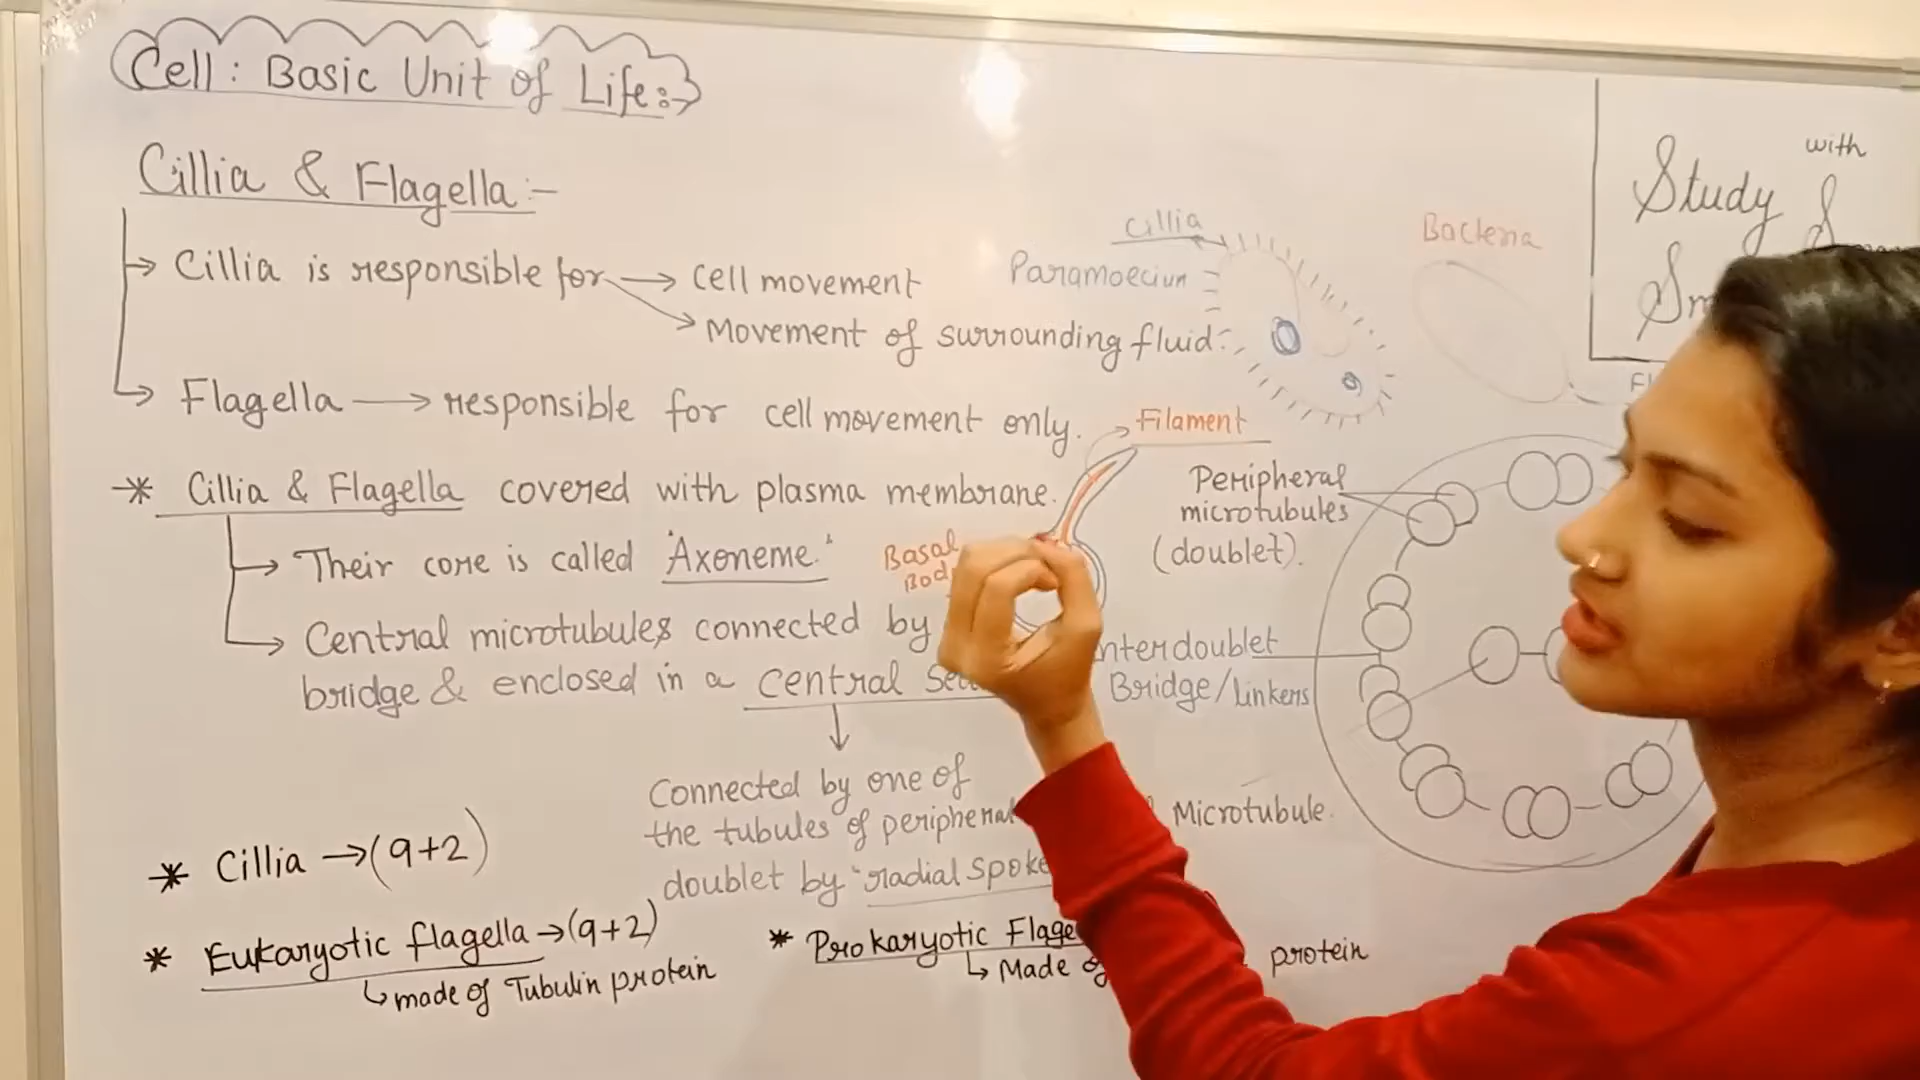 Cell: Basic Unit of Life:→
Cillia & Flagella:-
→ Cillia is responsible for → cell movement
→ Movement of surrounding fluid.
→ Flagella → responsible for cell movement only.
* Cillia & Flagella covered with plasma membrane.
→ Their core is called 'Axoneme.'
→ Central microtubules connected by
bridge & enclosed in a central
Connected by one of
the tubules of peripheral
doublet by "radial spoke
* Cillia → (9+2)
* Eukaryotic flagella → (9+2)
↳ made of Tubulin protein
* Prokaryotic
↳ Made protein
Cillia
Paramoecium
Bacteria
Filament
Basal
Peripheral
microtubules
(doublet).
Bridge/linkers
Microtubule.
with
Study